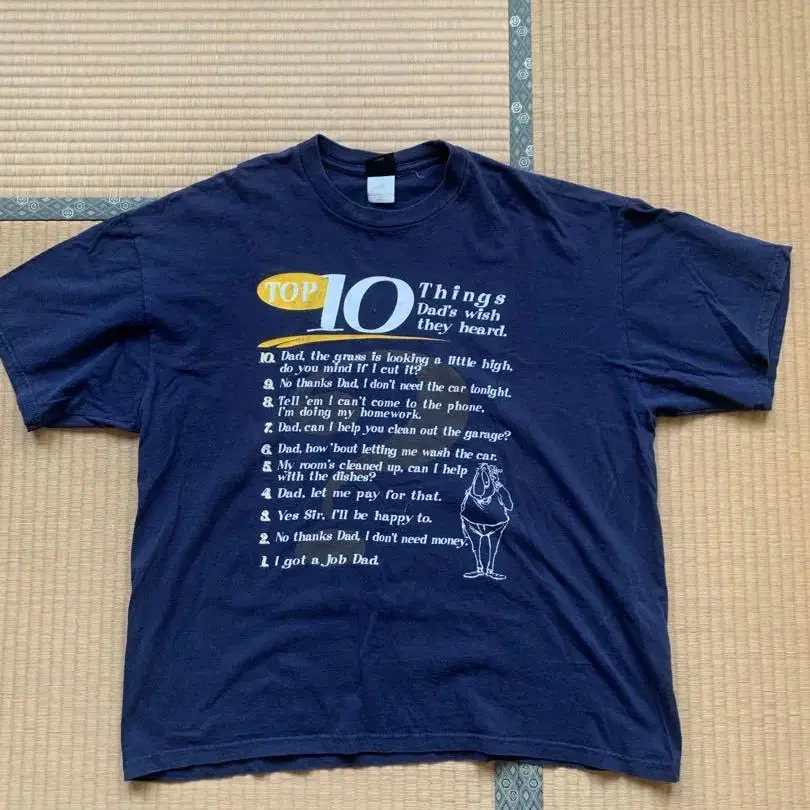 TOP 10 Things
Dad's wish
they heard.
10. Dad, the grass is looking a little high,
do you mind if I cut it?
9. No thanks Dad, I don't need the car tonight.
8. Tell 'em I can't come to the phone,
I'm doing my homework.
7. Dad, can I help you clean out the garage?
6. Dad, how 'bout letting me wash the car.
5. My room's cleaned up, can I help
with the dishes?
4. Dad, let me pay for that.
3. Yes Sir, I'll be happy to.
2. No thanks Dad, I don't need money.
1. I got a job Dad.